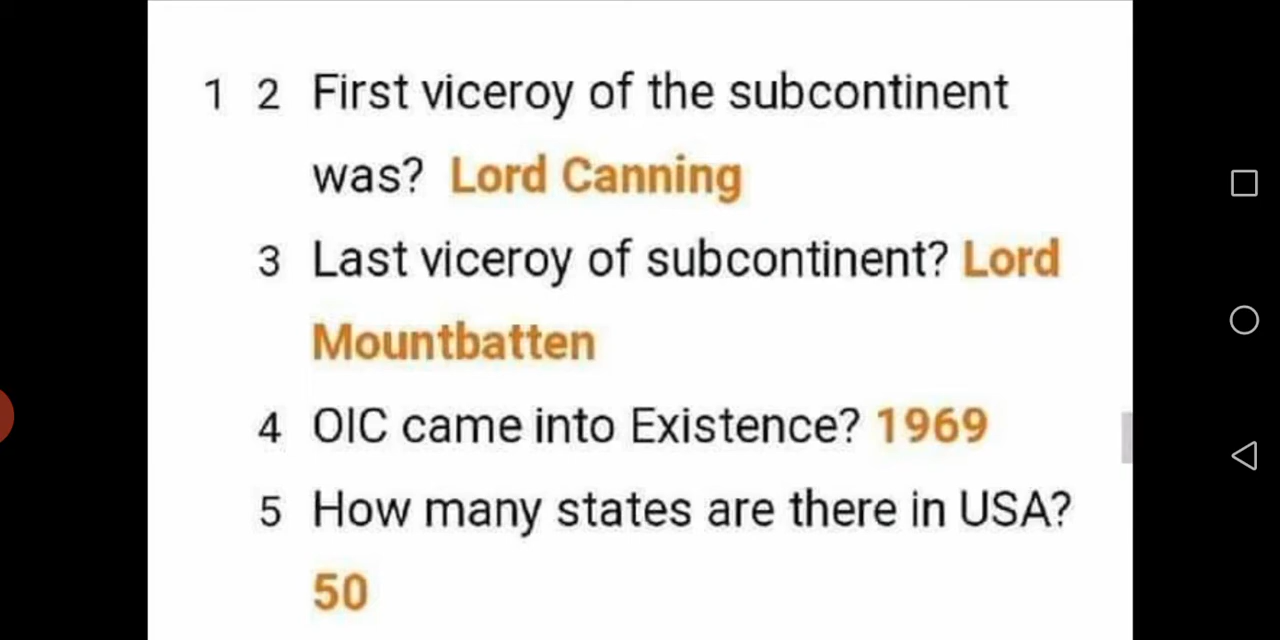 1 2 First viceroy of the subcontinent
was? Lord Canning
3 Last viceroy of subcontinent? Lord
Mountbatten
4 OIC came into Existence? 1969
5 How many states are there in USA?
50